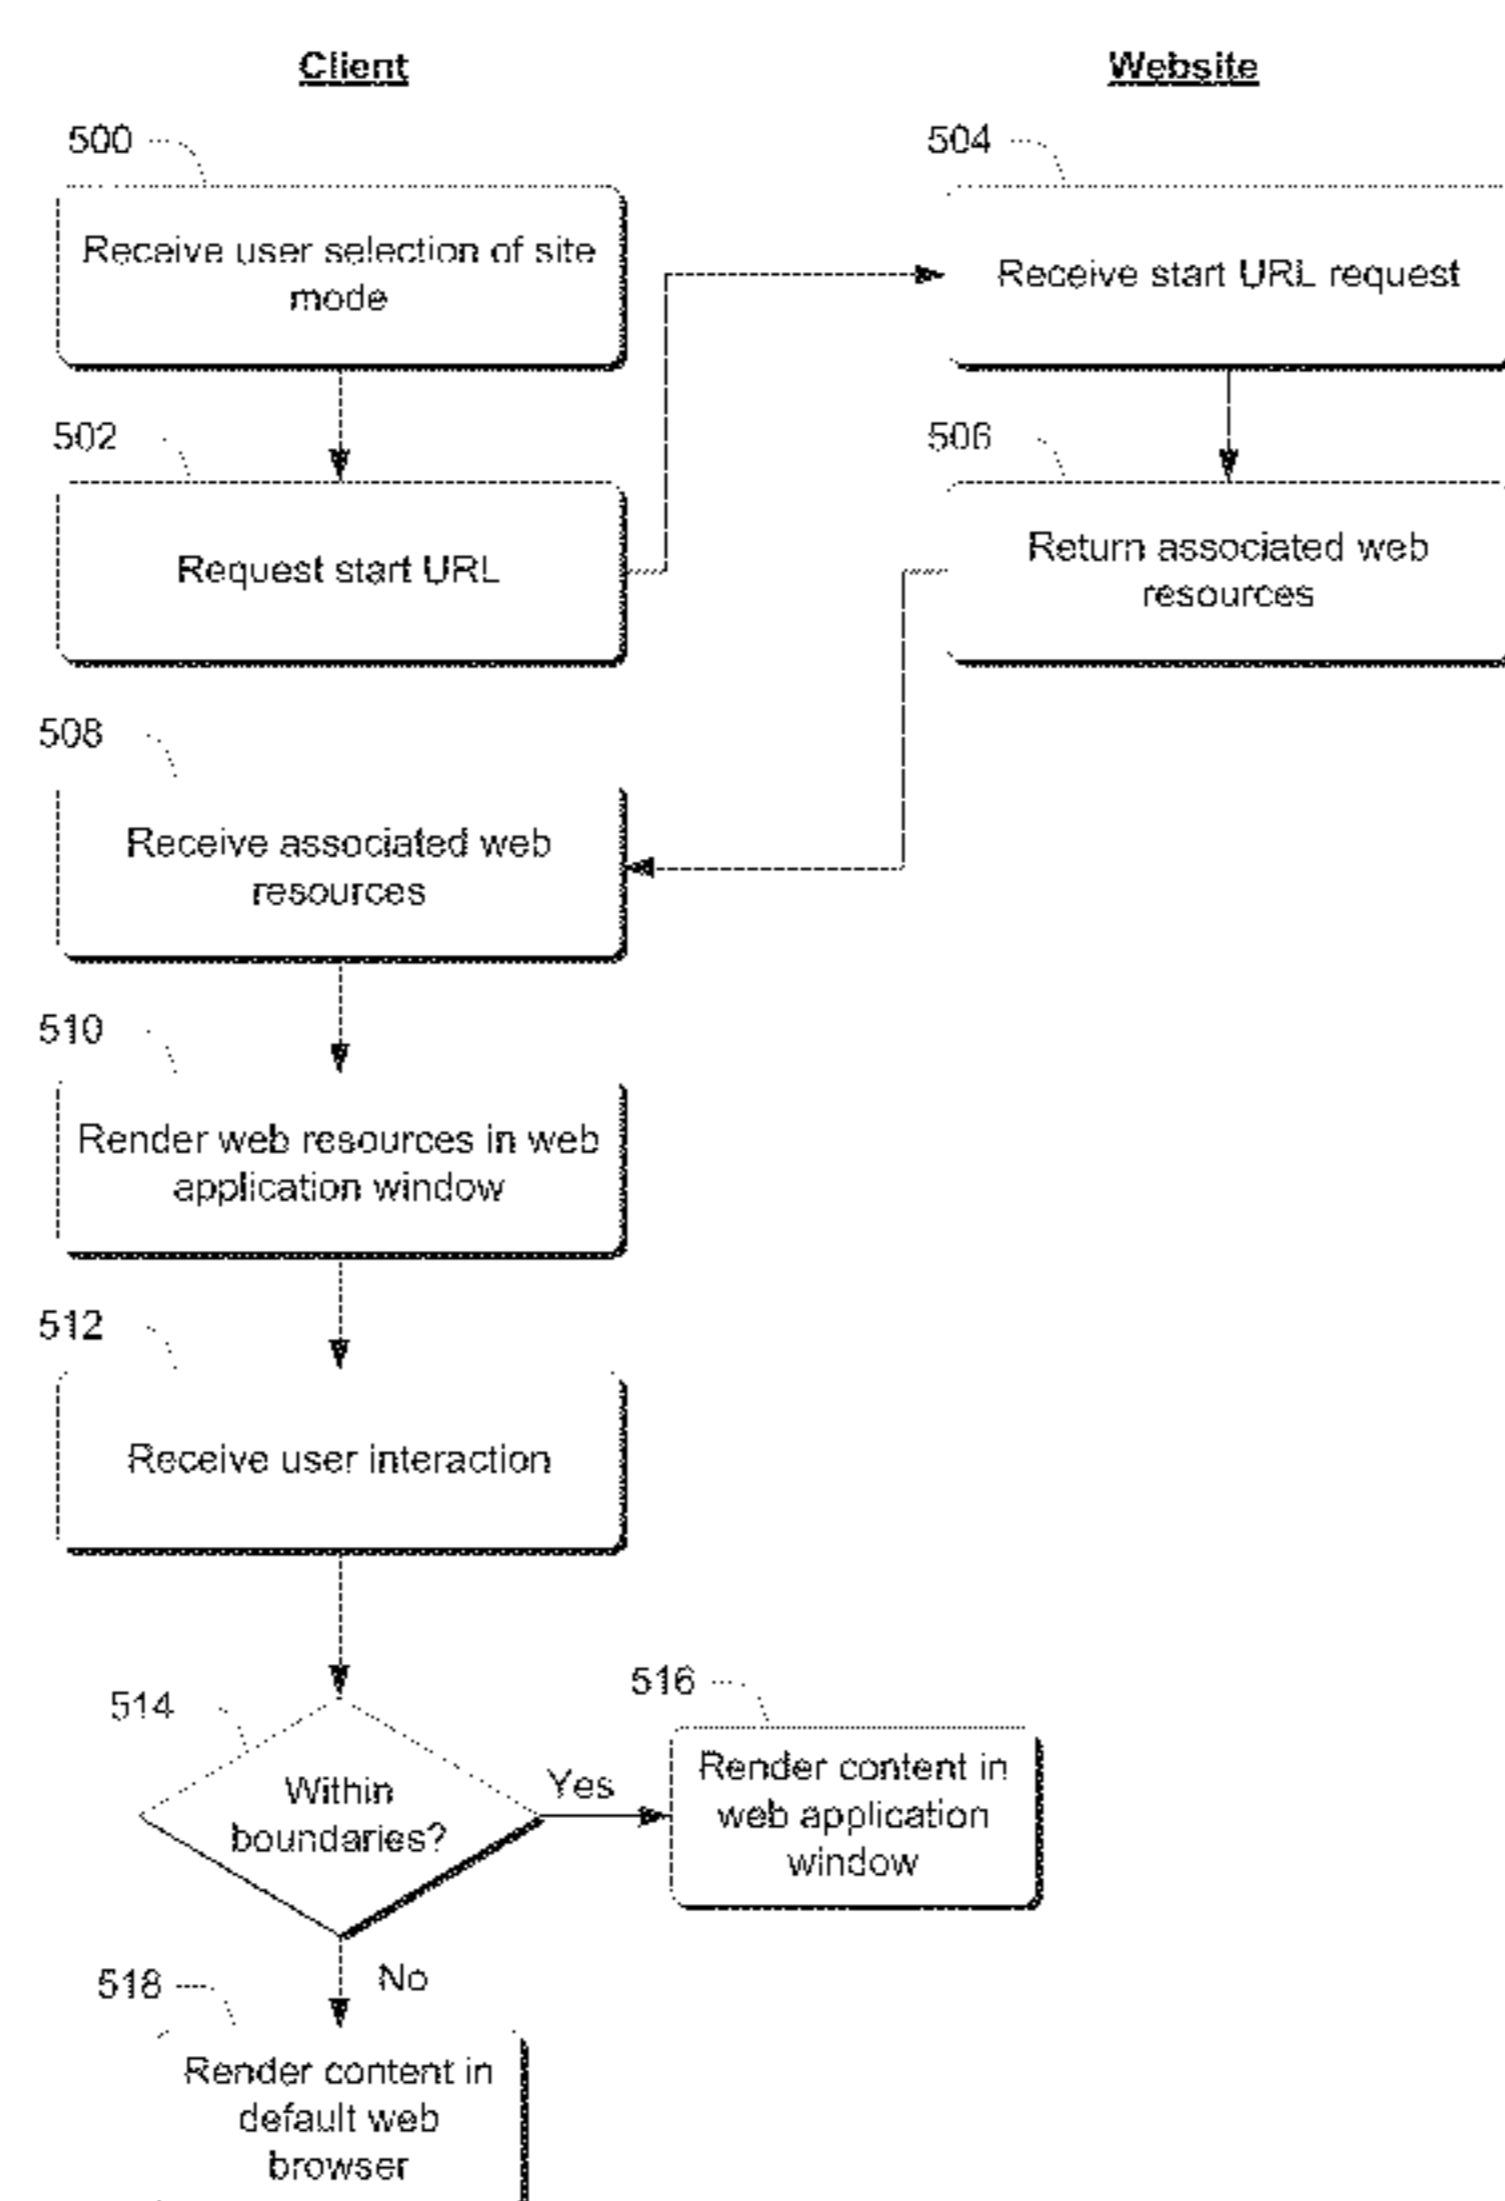 Client
Website
500
504
Receive user selection of site
mode
Receive start URL request
502
506
Request start URL
Return associated web
resources
508
Receive associated web
resources
510
Render web resources in web
application window
512
Receive user interaction
514
516
Within
boundaries?
Yes
Render content in
web application
window
518
No
Render content in
default web
browser